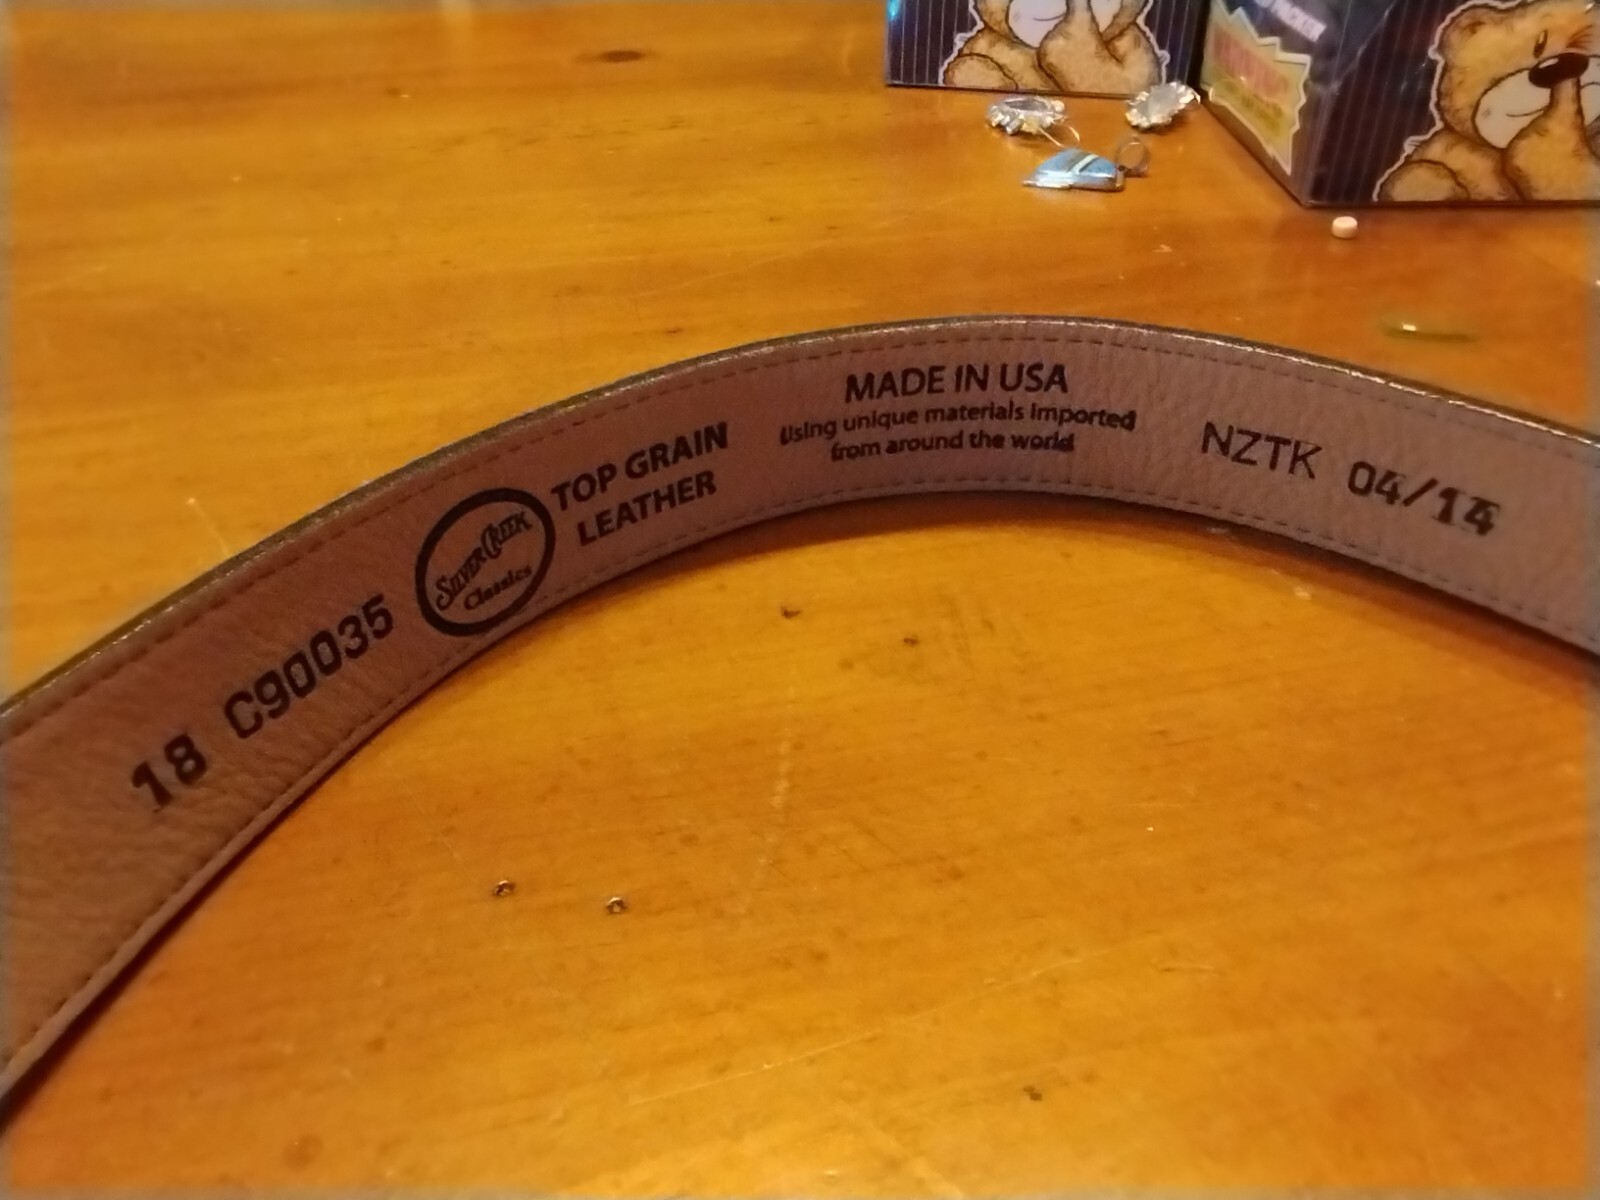 18 C90035
SILVER CREEK
Classics
TOP GRAIN
LEATHER
MADE IN USA
Using unique materials imported
from around the world
NZTK 04/14